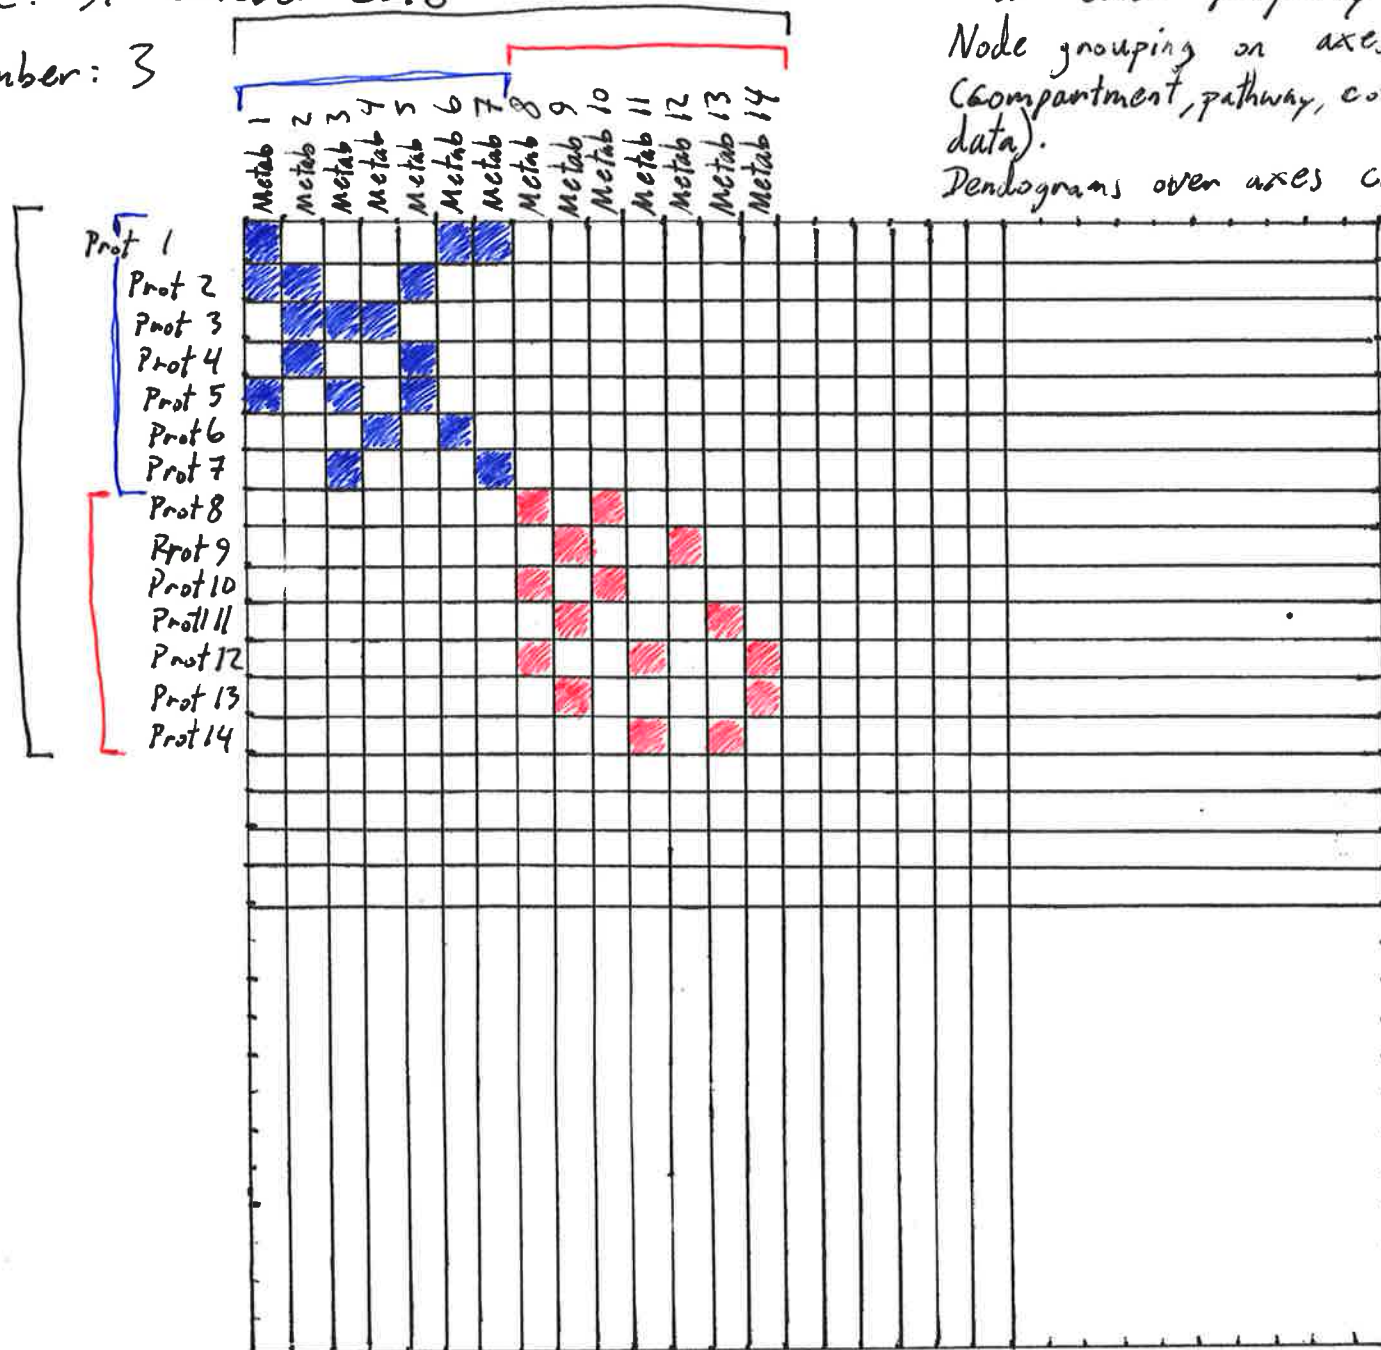 mber: 3
Node grouping on axes
(compartment, pathway,
data).
Dendograms over axes
Metab 1
Metab 2
Metab 3
Metab 4
Metab 5
Metab 6
Metab 7
Metab 8
Metab 9
Metab 10
Metab 11
Metab 12
Metab 13
Metab 14
Prot 1
Prot 2
Prot 3
Prot 4
Prot 5
Prot 6
Prot 7
Prot 8
Prot 9
Prot 10
Prot 11
Prot 12
Prot 13
Prot 14